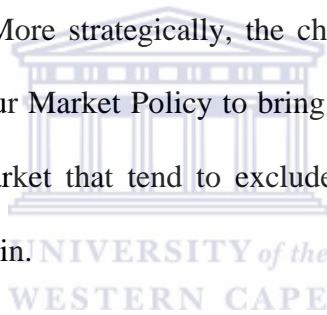 More strategically, the ch
ur Market Policy to bring
arket that tend to exclude
in.
UNIVERSITY of the
WESTERN CAPE